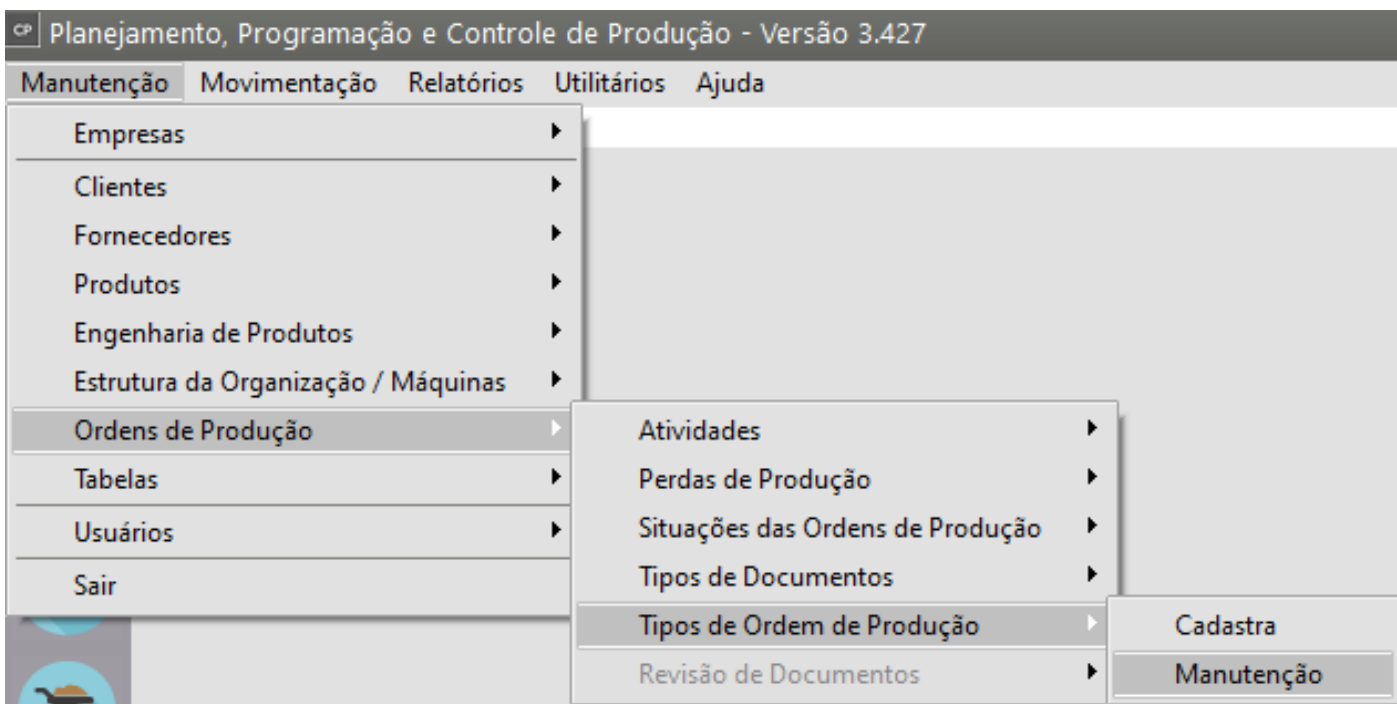 CP Planejamento, Programação e Controle de Produção - Versão 3.427
Manutenção Movimentação Relatórios Utilitários Ajuda
Empresas
Clientes
Fornecedores
Produtos
Engenharia de Produtos
Estrutura da Organização / Máquinas
Ordens de Produção
Tabelas
Usuários
Sair
Atividades
Perdas de Produção
Situações das Ordens de Produção
Tipos de Documentos
Tipos de Ordem de Produção
Revisão de Documentos
Cadastra
Manutenção